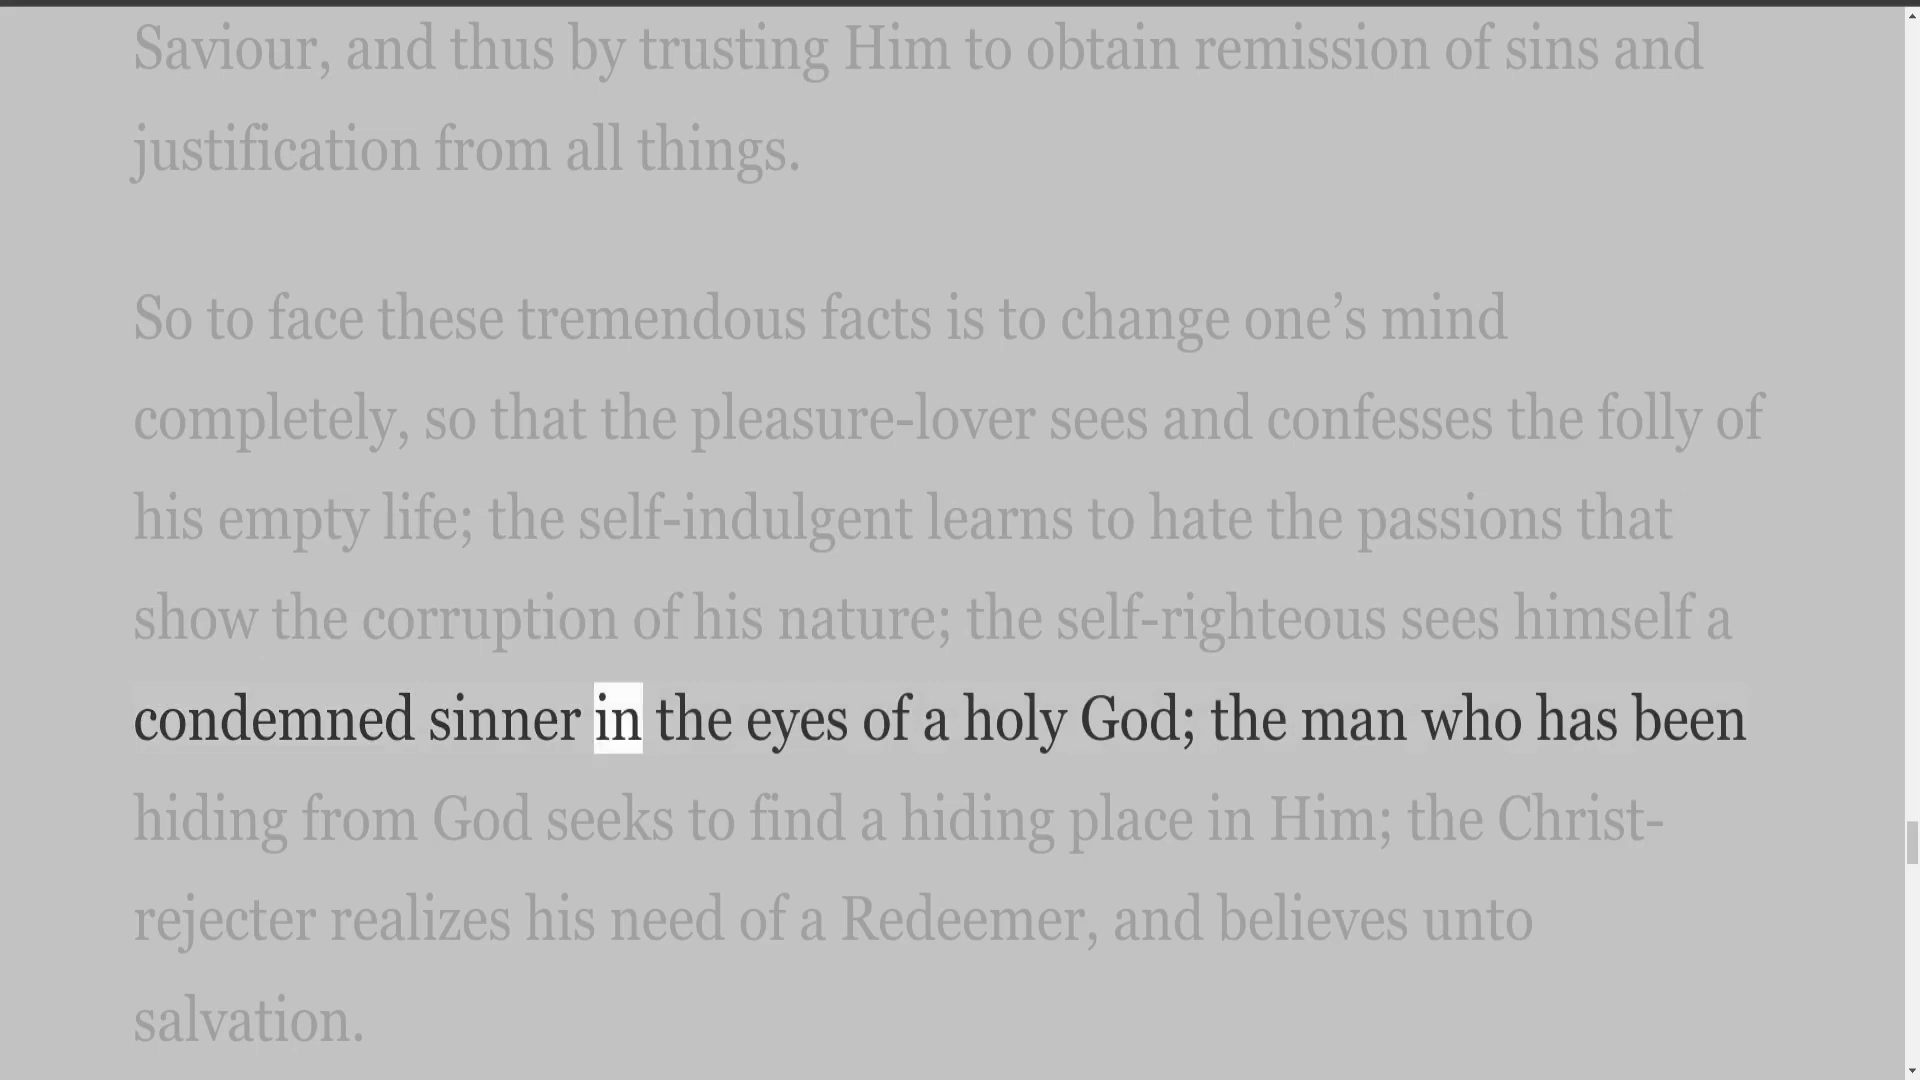 Saviour, and thus by trusting Him to obtain remission of sins and
justification from all things.
So to face these tremendous facts is to change one’s mind
completely, so that the pleasure-lover sees and confesses the folly of
his empty life; the self-indulgent learns to hate the passions that
show the corruption of his nature; the self-righteous sees himself a
condemned sinner in the eyes of a holy God; the man who has been
hiding from God seeks to find a hiding place in Him; the Christ-
rejecter realizes his need of a Redeemer, and believes unto
salvation.